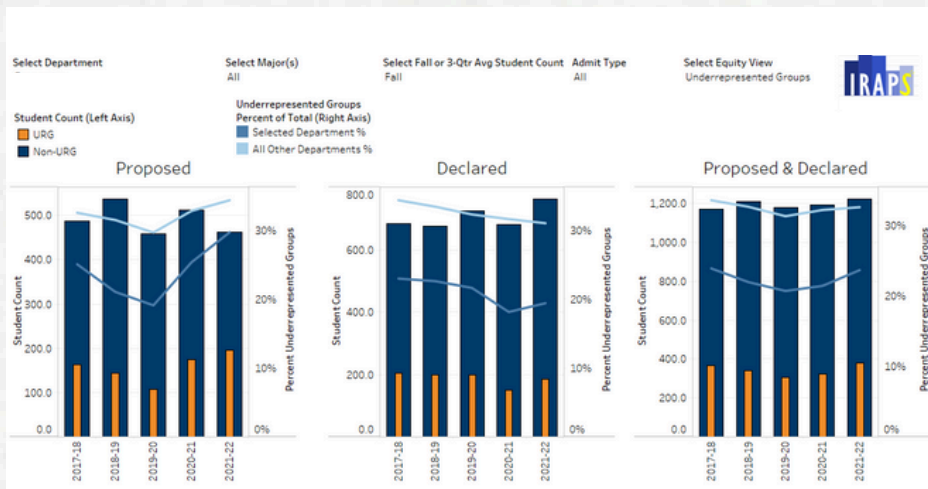 Select Department
Select Major(s)
All
Select Fall or 3-Qtr Avg Student Count
Fall
Admit Type
All
Select Equity View
Underrepresented Groups
IRAPS
Student Count (Left Axis)
URG
Non-URG
Underrepresented Groups
Percent of Total (Right Axis)
Selected Department %
All Other Departments %
Proposed
Student Count
500.0
400.0
300.0
200.0
100.0
0.0
30%
20%
10%
0%
Percent Underrepresented Groups
2017-18
2018-19
2019-20
2020-21
2021-22
Declared
Student Count
800.0
600.0
400.0
200.0
0.0
30%
20%
10%
0%
Percent Underrepresented Groups
2017-18
2018-19
2019-20
2020-21
2021-22
Proposed & Declared
Student Count
1,200.0
1,000.0
800.0
600.0
400.0
200.0
0.0
30%
20%
10%
0%
Percent Underrepresented Groups
2017-18
2018-19
2019-20
2020-21
2021-22